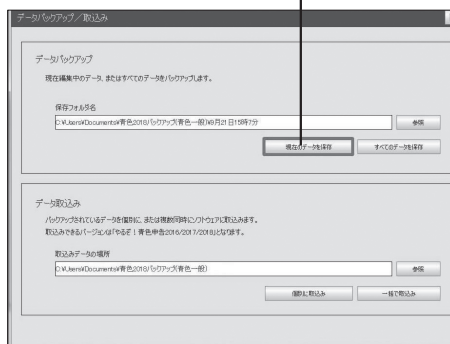 データバックアップ／取込み
データバックアップ
現在編集中のデータ、またはすべてのデータをバックアップします。
保存フォルダ名
C:¥Users¥Documents¥青色2018バックアップ(青色一般)¥9月21日15時7分
参照
現在のデータを保存
すべてのデータを保存
データ取込み
バックアップされているデータを個別に、または複数同時にソフトウェアに取込みます。
取込みできるバージョンは「やるぞ！青色申告2016/2017/2018」となります。
取込みデータの場所
C:¥Users¥Documents¥青色2018バックアップ(青色一般)
参照
個別に取込み
一括で取込み